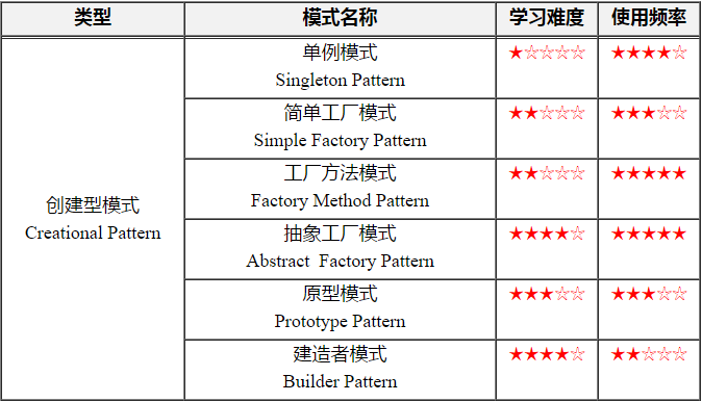 类型 模式名称 学习难度 使用频率
创建型模式
Creational Pattern
单例模式
Singleton Pattern
★☆☆☆☆ ★★★★☆
简单工厂模式
Simple Factory Pattern
★★☆☆☆ ★★★☆☆
工厂方法模式
Factory Method Pattern
★★☆☆☆ ★★★★★
抽象工厂模式
Abstract Factory Pattern
★★★★☆ ★★★★★
原型模式
Prototype Pattern
★★★☆☆ ★★★☆☆
建造者模式
Builder Pattern
★★★★☆ ★★☆☆☆